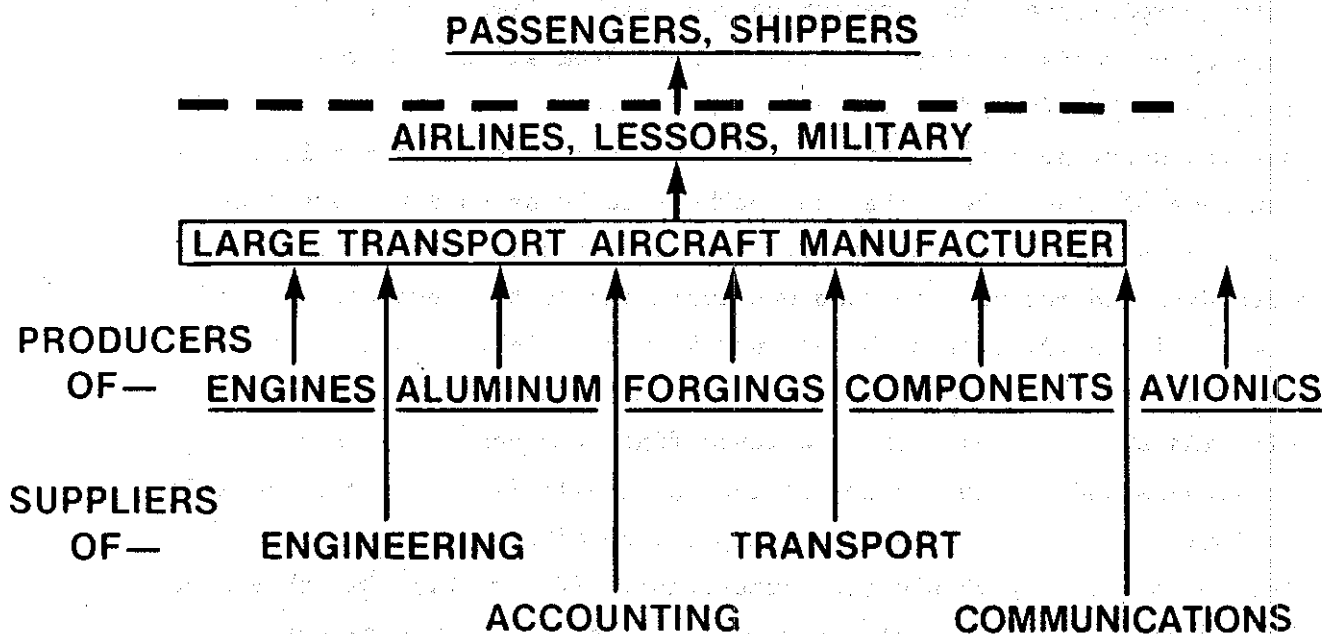 PASSENGERS, SHIPPERS
AIRLINES, LESSORS, MILITARY
LARGE TRANSPORT AIRCRAFT MANUFACTURER
PRODUCERS
OF— ENGINES ALUMINUM FORGINGS COMPONENTS AVIONICS
SUPPLIERS
OF— ENGINEERING TRANSPORT
ACCOUNTING COMMUNICATIONS